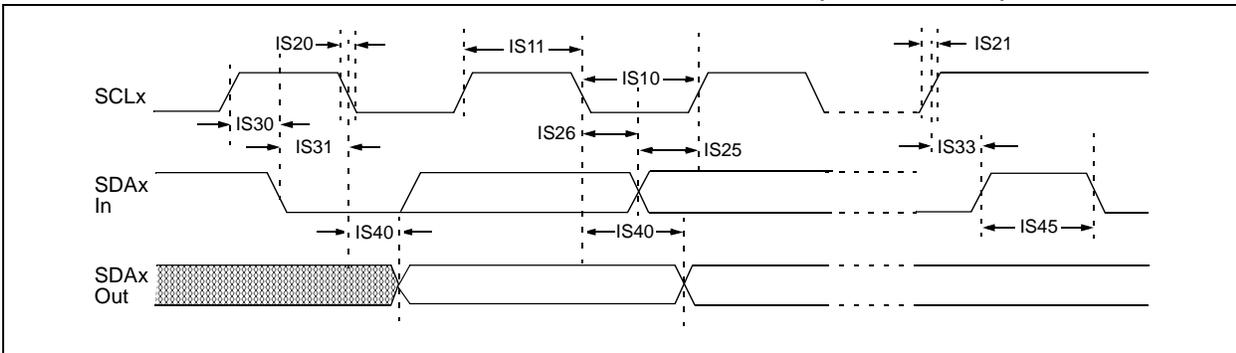 IS20
IS11
IS21
IS10
SCLx
IS30
IS26
IS31
IS25
IS33
SDAx
In
IS40
IS40
IS45
SDAx
Out